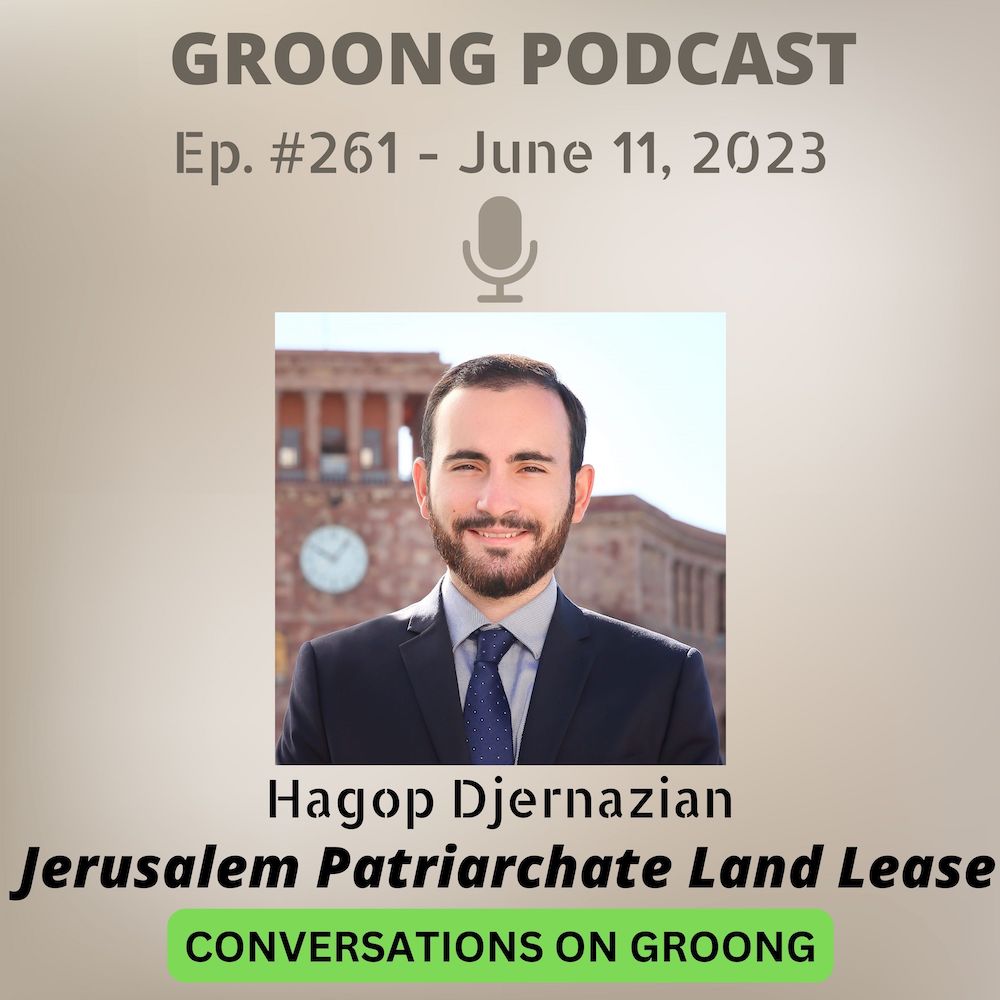 GROONG PODCAST
Ep. #261 - June 11, 2023
Hagop Djernazian
Jerusalem Patriarchate Land Lease
CONVERSATIONS ON GROONG